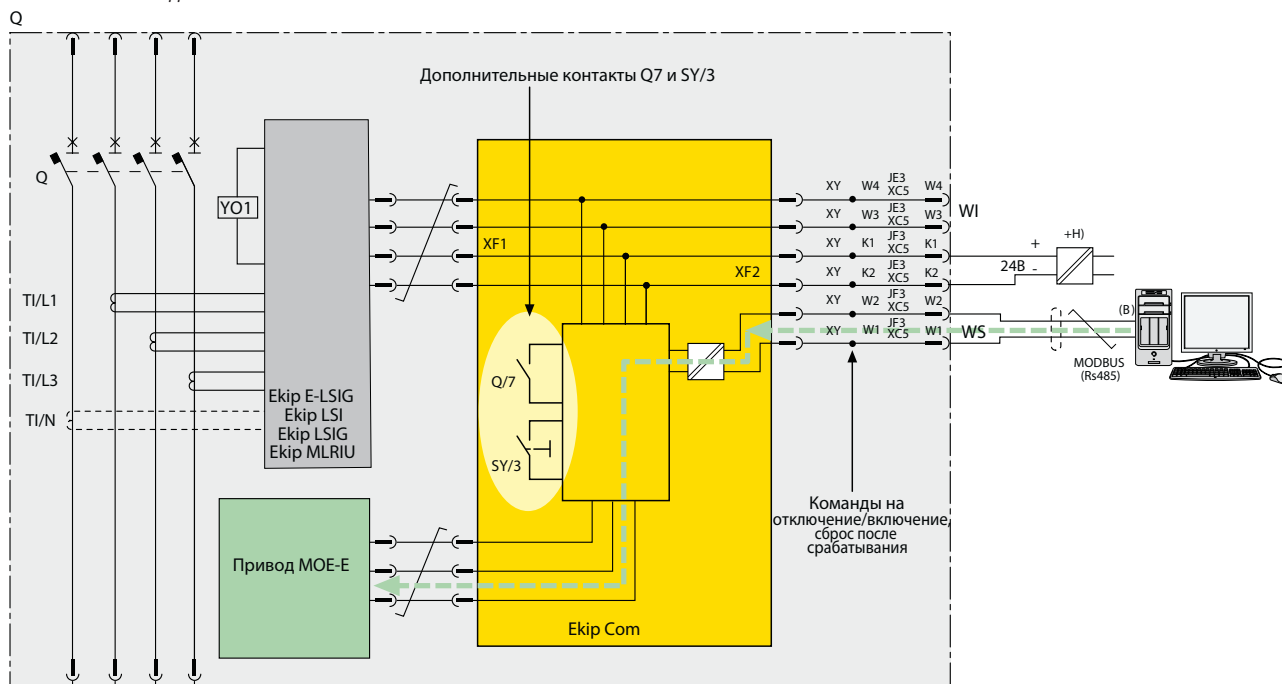 Q
Дополнительные контакты Q7 и SY/3
Q
YO1
XF1
XF2
XY W4 JE3 XC5 W4
XY W3 JE3 XC5 W3
WI
XY K1 JF3 XC5 K1
XY K2 JE3 XC5 K2
XY W2 JF3 XC5 W2
XY W1 JF3 XC5 W1
WS
+H)
+
24В -
(B)
MODBUS
(Rs485)
TI/L1
TI/L2
TI/L3
TI/N
Ekip E-LSIG
Ekip LSI
Ekip LSIG
Ekip MLRIU
Q/7
SY/3
Команды на
отключение/включение,
сброс после
срабатывания
Привод MOE-E
Ekip Com